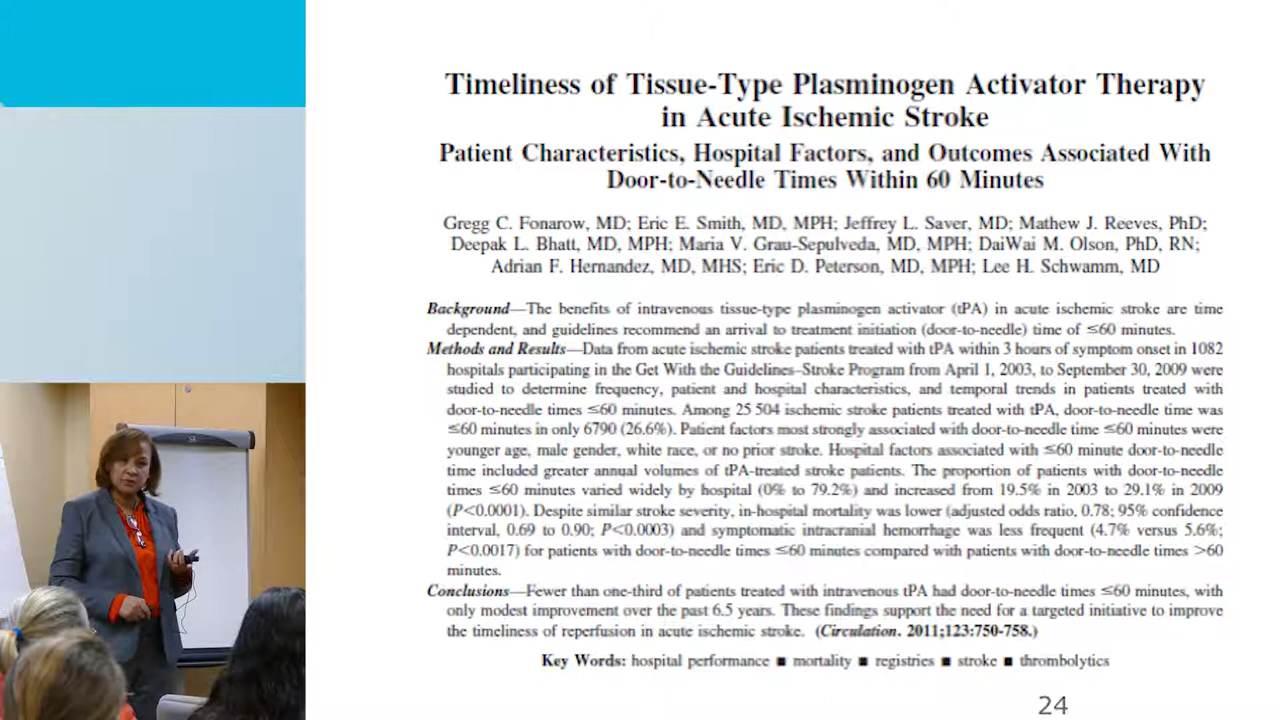 Timeliness of Tissue-Type Plasminogen Activator Therapy
in Acute Ischemic Stroke
Patient Characteristics, Hospital Factors, and Outcomes Associated With
Door-to-Needle Times Within 60 Minutes
Gregg C. Fonarow, MD; Eric E. Smith, MD, MPH; Jeffrey L. Saver, MD; Mathew J. Reeves, PhD;
Deepak L. Bhatt, MD, MPH; Maria V. Grau-Sepulveda, MD, MPH; DaiWai M. Olson, PhD, RN;
Adrian F. Hernandez, MD, MHS; Eric D. Peterson, MD, MPH; Lee H. Schwamm, MD
Background—The benefits of intravenous tissue-type plasminogen activator (tPA) in acute ischemic stroke are time
dependent, and guidelines recommend an arrival to treatment initiation (door-to-needle) time of ≤60 minutes.
Methods and Results—Data from acute ischemic stroke patients treated with tPA within 3 hours of symptom onset in 1082
hospitals participating in the Get With the Guidelines–Stroke Program from April 1, 2003, to September 30, 2009 were
studied to determine frequency, patient and hospital characteristics, and temporal trends in patients treated with
door-to-needle times ≤60 minutes. Among 25 504 ischemic stroke patients treated with tPA, door-to-needle time was
≤60 minutes in only 6790 (26.6%). Patient factors most strongly associated with door-to-needle time ≤60 minutes were
younger age, male gender, white race, or no prior stroke. Hospital factors associated with ≤60 minute door-to-needle
time included greater annual volumes of tPA-treated stroke patients. The proportion of patients with door-to-needle
times ≤60 minutes varied widely by hospital (0% to 79.2%) and increased from 19.5% in 2003 to 29.1% in 2009
(P<0.0001). Despite similar stroke severity, in-hospital mortality was lower (adjusted odds ratio, 0.78; 95% confidence
interval, 0.69 to 0.90; P<0.0003) and symptomatic intracranial hemorrhage was less frequent (4.7% versus 5.6%;
P<0.0017) for patients with door-to-needle times ≤60 minutes compared with patients with door-to-needle times >60
minutes.
Conclusions—Fewer than one-third of patients treated with intravenous tPA had door-to-needle times ≤60 minutes, with
only modest improvement over the past 6.5 years. These findings support the need for a targeted initiative to improve
the timeliness of reperfusion in acute ischemic stroke. (Circulation. 2011;123:750-758.)
Key Words: hospital performance ■ mortality ■ registries ■ stroke ■ thrombolytics
24